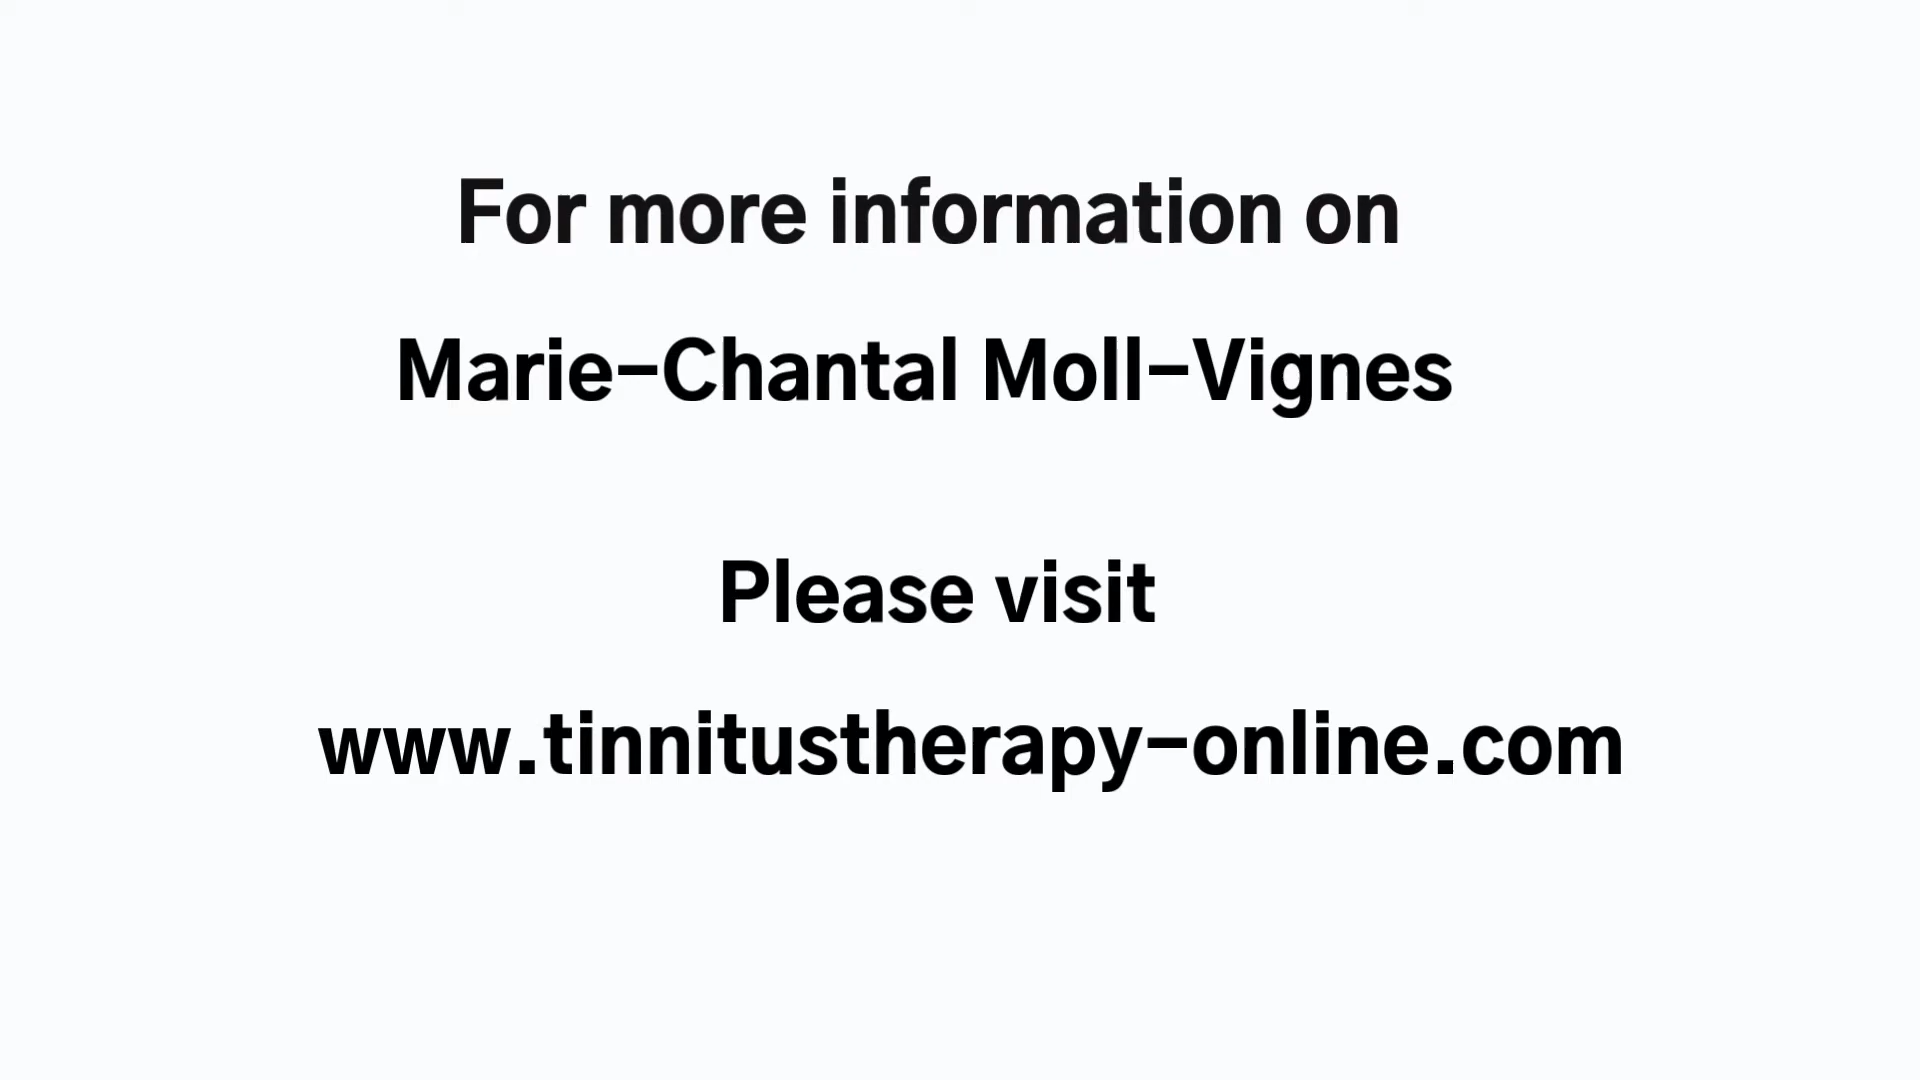 For more information on
Marie-Chantal Moll-Vignes
Please visit
www.tinnitustherapy-online.com